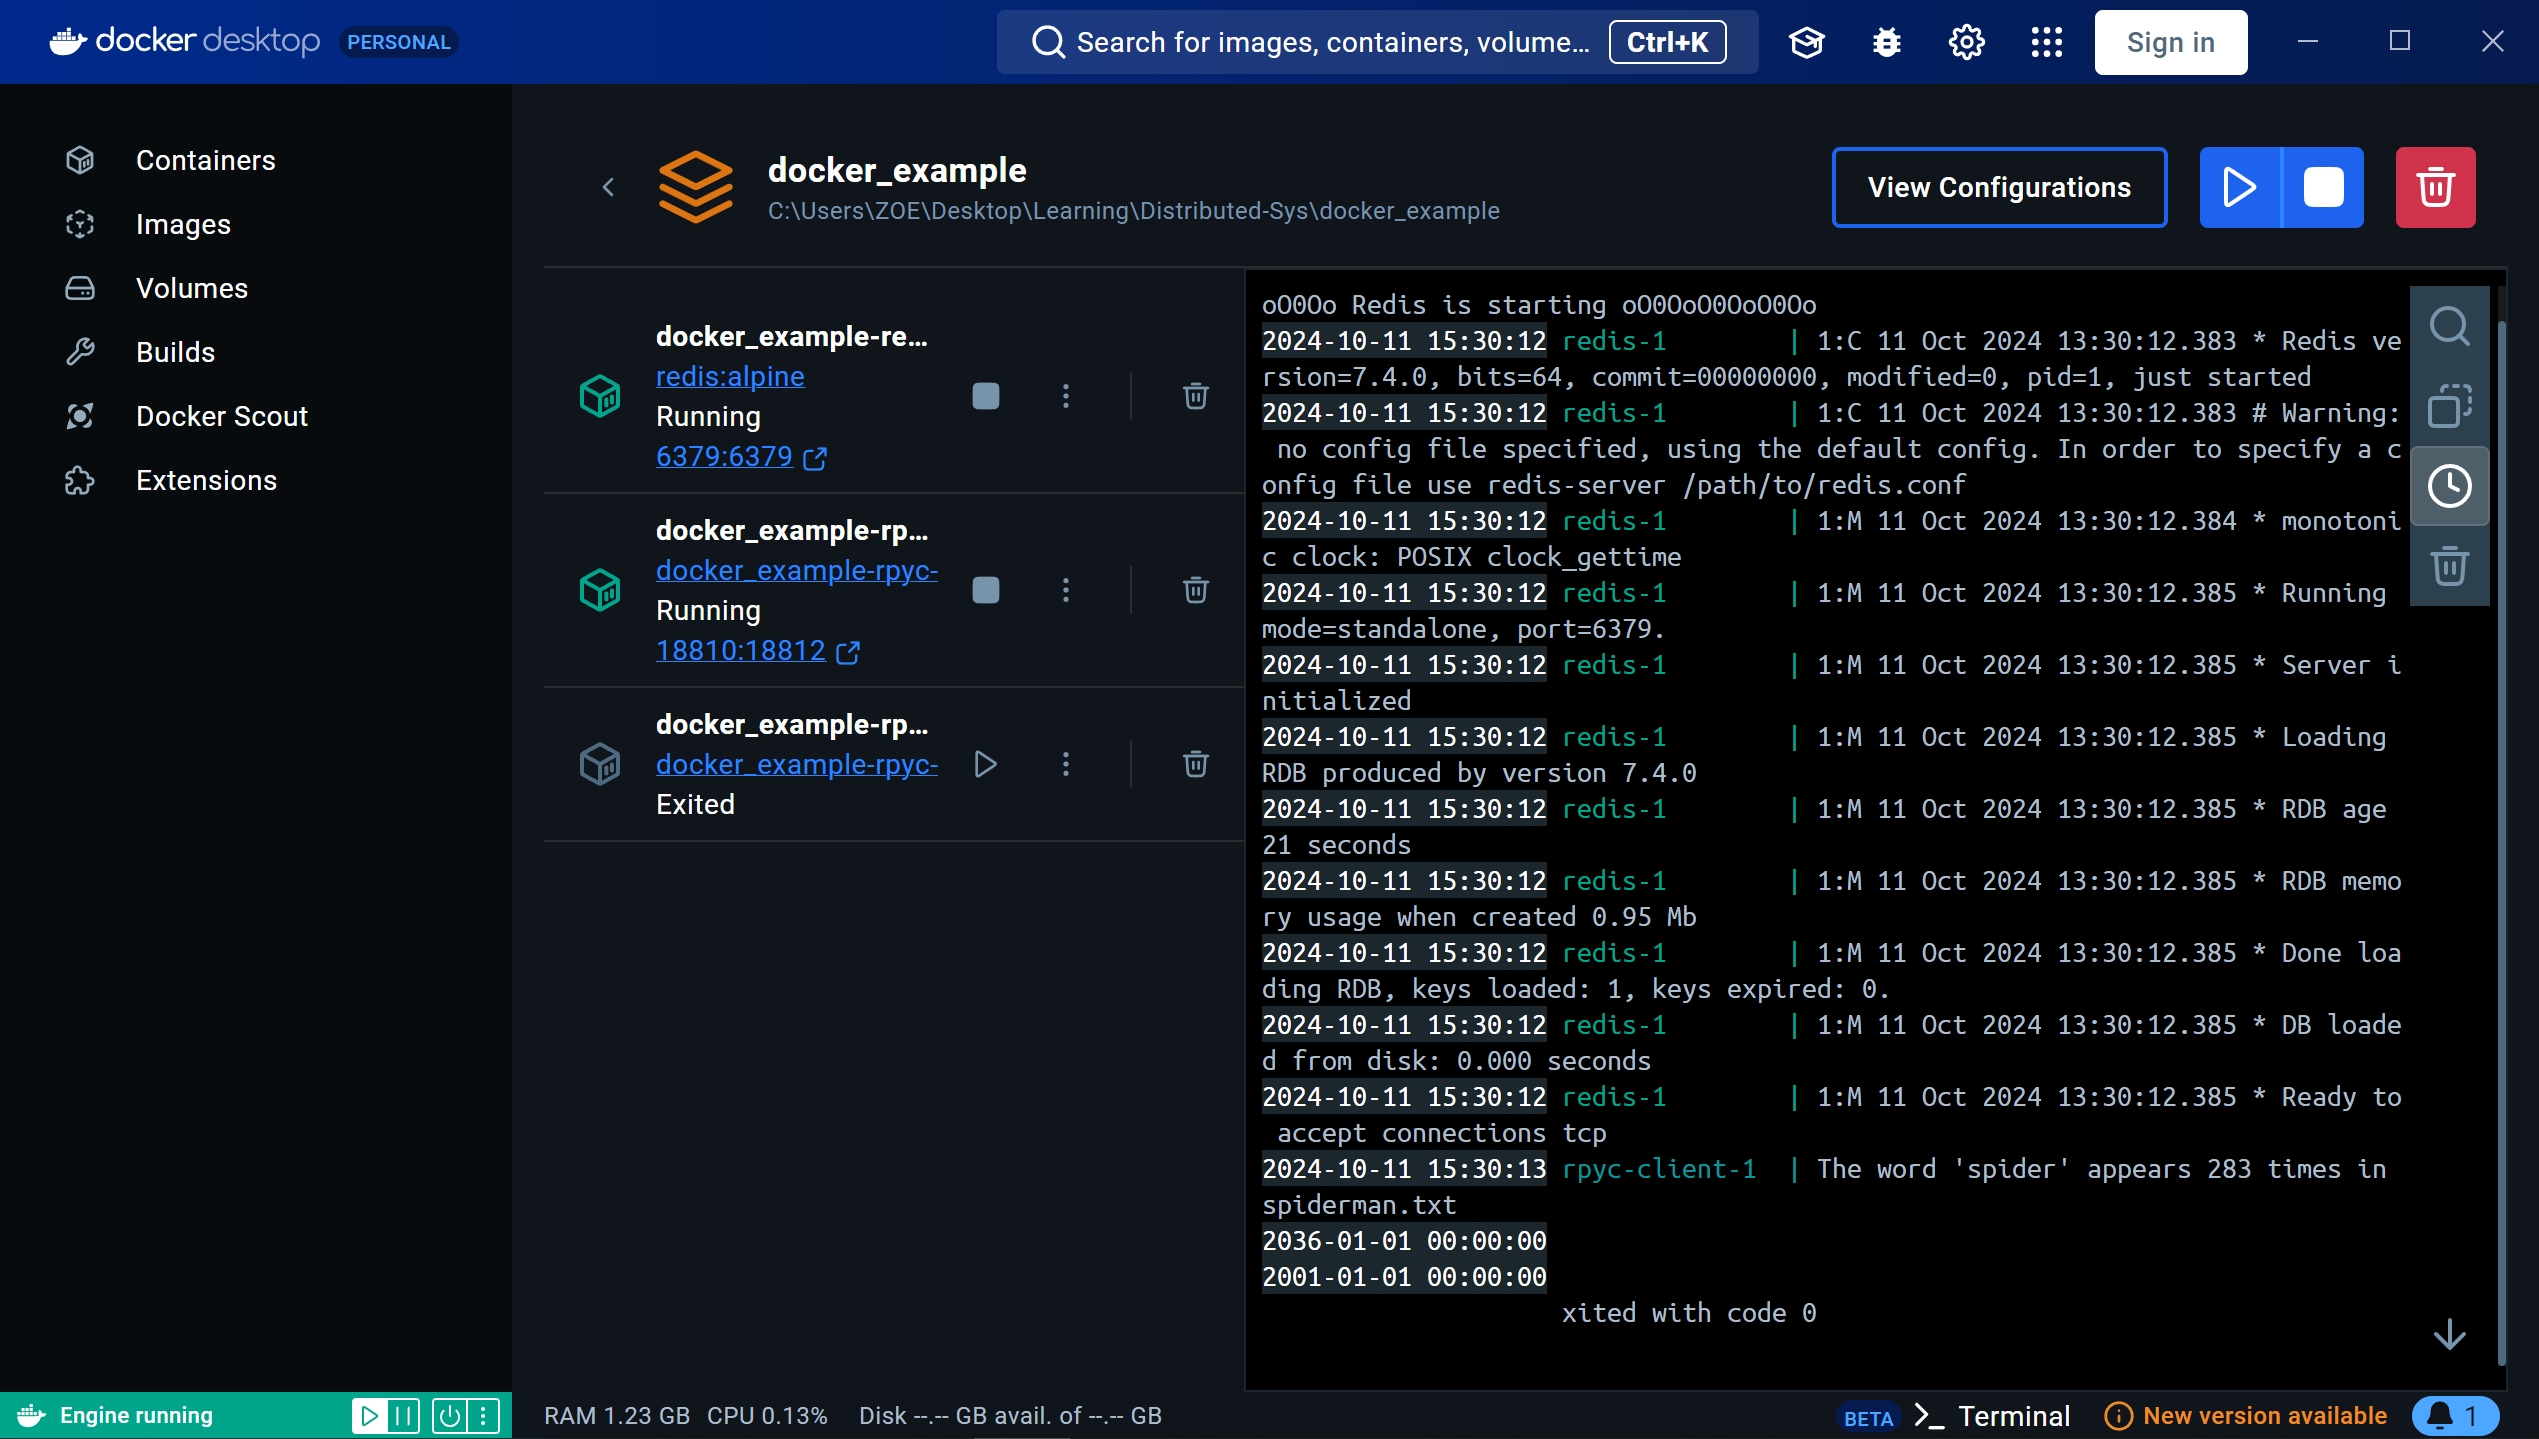 docker desktop PERSONAL
Search for images, containers, volume... Ctrl+K
Sign in
Containers
Images
Volumes
Builds
Docker Scout
Extensions
docker_example
C:\Users\ZOE\Desktop\Learning\Distributed-Sys\docker_example
View Configurations
docker_example-re...
redis:alpine
Running
6379:6379
docker_example-rp...
docker_example-rpyc-
Running
18810:18812
docker_example-rp...
docker_example-rpyc-
Exited
oO0Oo Redis is starting oO0OoO0OoO0Oo
2024-10-11 15:30:12 redis-1 | 1:C 11 Oct 2024 13:30:12.383 * Redis ve
rsion=7.4.0, bits=64, commit=00000000, modified=0, pid=1, just started
2024-10-11 15:30:12 redis-1 | 1:C 11 Oct 2024 13:30:12.383 # Warning:
no config file specified, using the default config. In order to specify a c
onfig file use redis-server /path/to/redis.conf
2024-10-11 15:30:12 redis-1 | 1:M 11 Oct 2024 13:30:12.384 * monotoni
c clock: POSIX clock_gettime
2024-10-11 15:30:12 redis-1 | 1:M 11 Oct 2024 13:30:12.385 * Running
mode=standalone, port=6379.
2024-10-11 15:30:12 redis-1 | 1:M 11 Oct 2024 13:30:12.385 * Server i
nitialized
2024-10-11 15:30:12 redis-1 | 1:M 11 Oct 2024 13:30:12.385 * Loading
RDB produced by version 7.4.0
2024-10-11 15:30:12 redis-1 | 1:M 11 Oct 2024 13:30:12.385 * RDB age
21 seconds
2024-10-11 15:30:12 redis-1 | 1:M 11 Oct 2024 13:30:12.385 * RDB memo
ry usage when created 0.95 Mb
2024-10-11 15:30:12 redis-1 | 1:M 11 Oct 2024 13:30:12.385 * Done loa
ding RDB, keys loaded: 1, keys expired: 0.
2024-10-11 15:30:12 redis-1 | 1:M 11 Oct 2024 13:30:12.385 * DB loade
d from disk: 0.000 seconds
2024-10-11 15:30:12 redis-1 | 1:M 11 Oct 2024 13:30:12.385 * Ready to
accept connections tcp
2024-10-11 15:30:13 rpyc-client-1 | The word 'spider' appears 283 times in
spiderman.txt
2036-01-01 00:00:00
2001-01-01 00:00:00
xited with code 0
Engine running
RAM 1.23 GB CPU 0.13% Disk --.-- GB avail. of --.-- GB
BETA Terminal
New version available
1